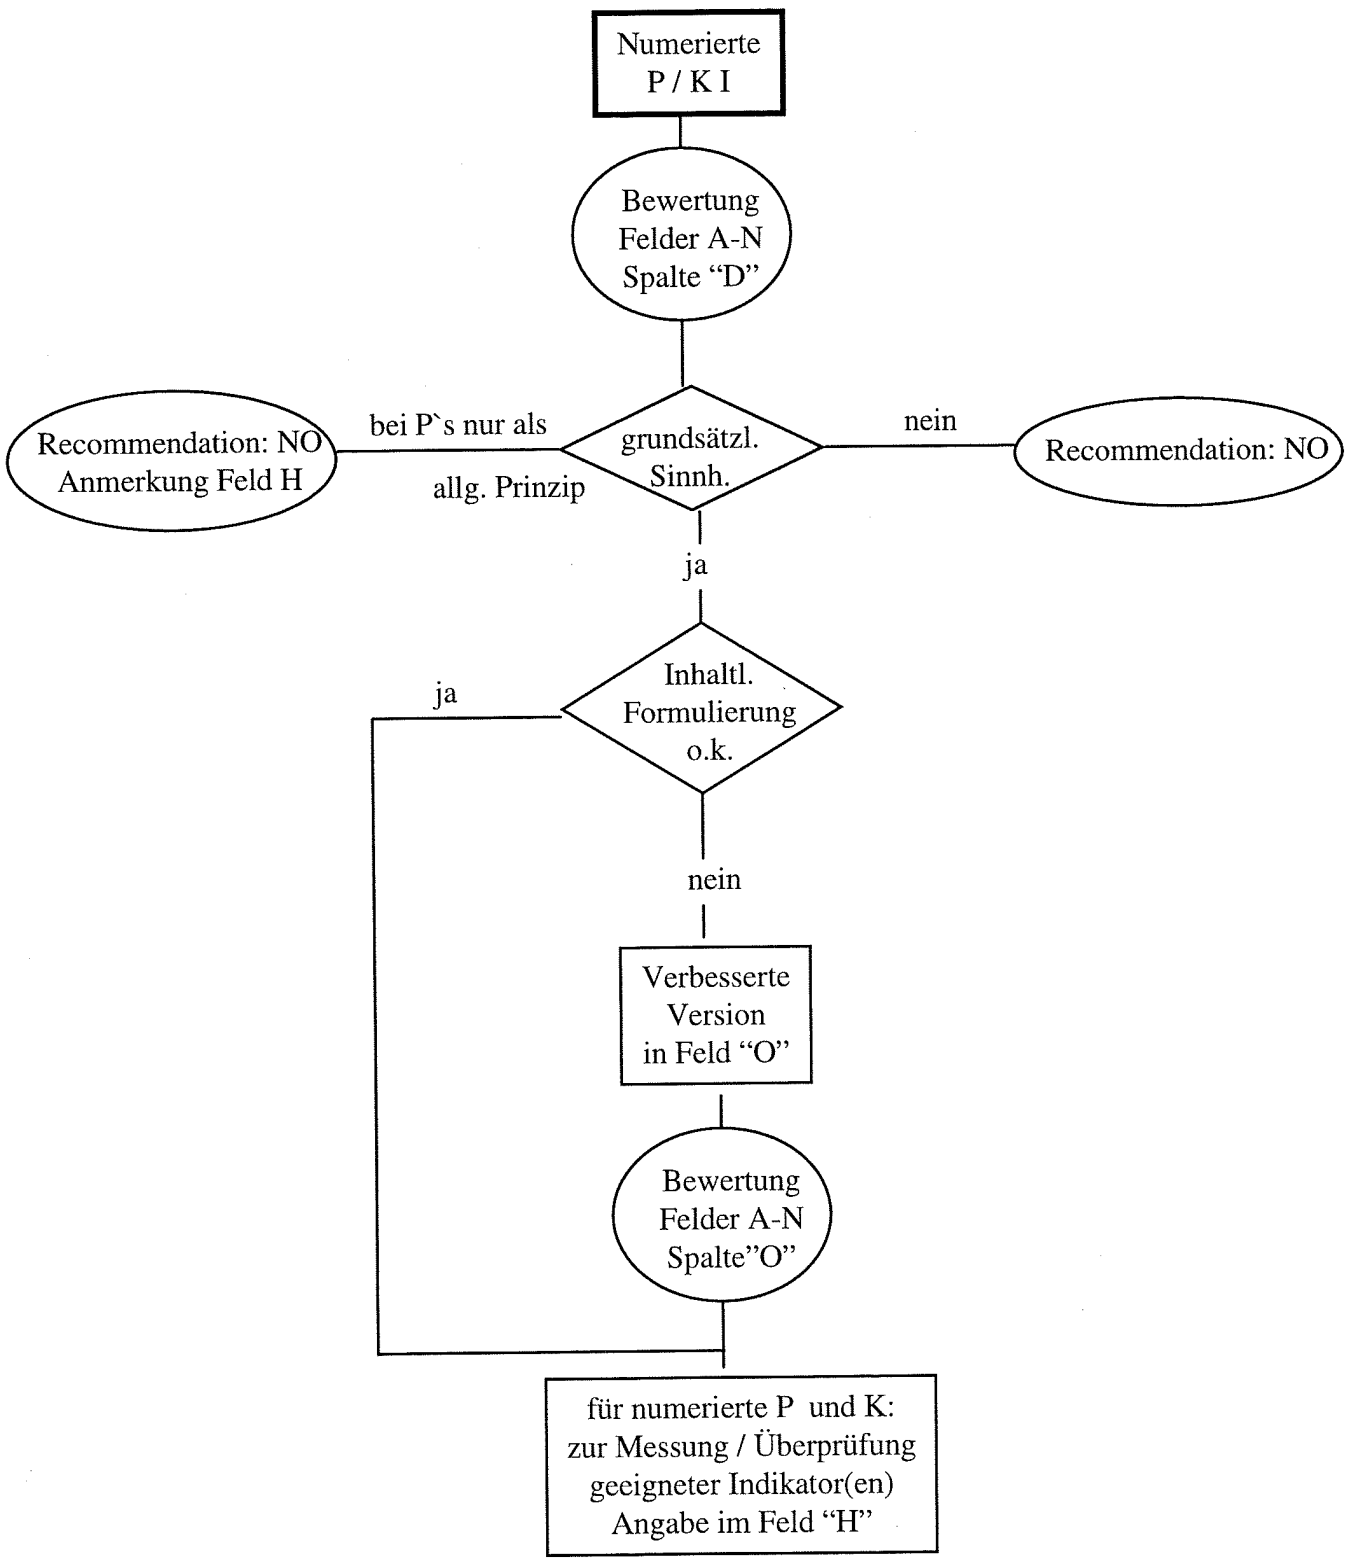 Numerierte
P / K I
Bewertung
Felder A-N
Spalte “D”
bei P`s nur als
allg. Prinzip
Recommendation: NO
Anmerkung Feld H
grundsätzl.
Sinnh.
nein
Recommendation: NO
ja
Inhaltl.
Formulierung
o.k.
ja
nein
Verbesserte
Version
in Feld “O”
Bewertung
Felder A-N
Spalte”O”
für numerierte P und K:
zur Messung / Überprüfung
geeigneter Indikator(en)
Angabe im Feld “H”